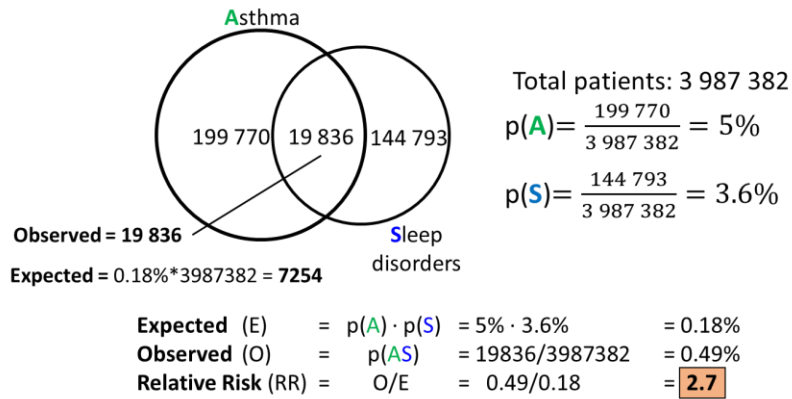 Asthma
Total patients: 3 987 382
p(A)= 199 770 / 3 987 382 = 5%
199 770 19 836 144 793
p(S)= 144 793 / 3 987 382 = 3.6%
Observed = 19 836
Sleep
disorders
Expected = 0.18%*3987382 = 7254
Expected (E) = p(A) · p(S) = 5% · 3.6% = 0.18%
Observed (O) = p(AS) = 19836/3987382 = 0.49%
Relative Risk (RR) = O/E = 0.49/0.18 = 2.7